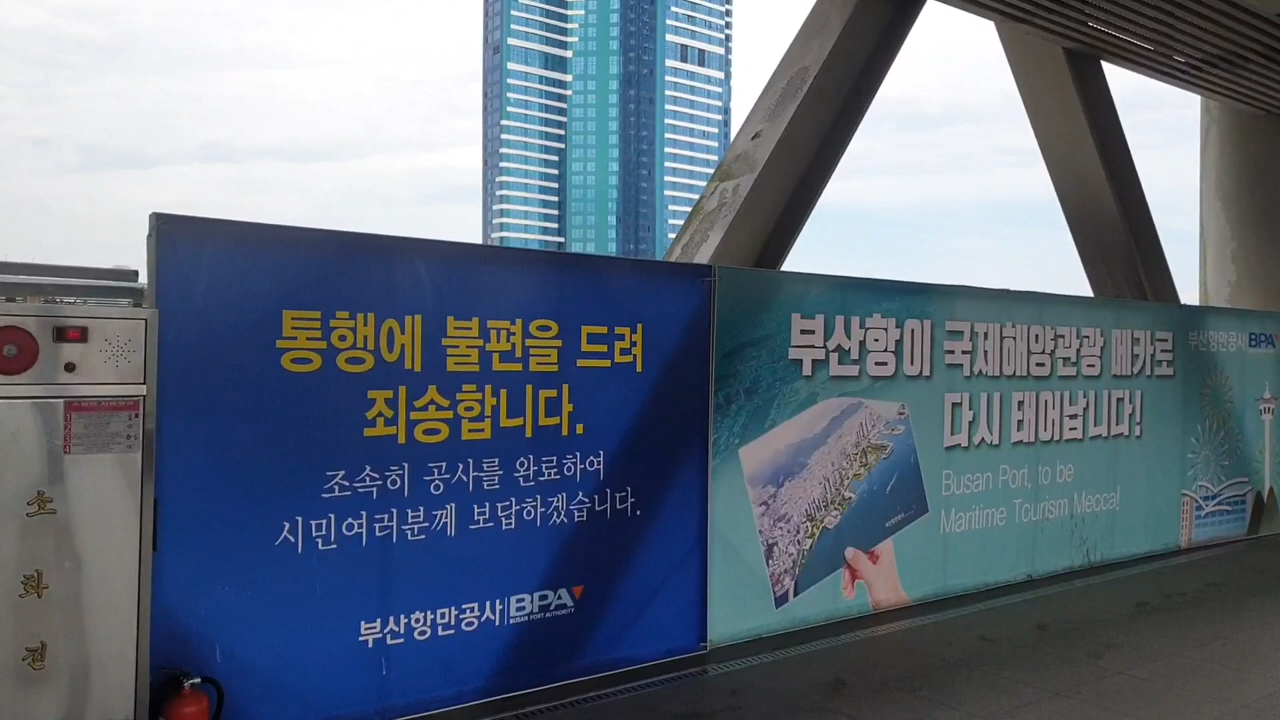 통행에 불편을 드려
죄송합니다.
조속히 공사를 완료하여
시민여러분께 보답하겠습니다.
부산항만공사 BPA
BUSAN PORT AUTHORITY
부산항이 국제해양관광 메카로
다시 태어납니다!
Busan Port, to be
Maritime Tourism Mecca!
부산항만공사 BPA
소화전